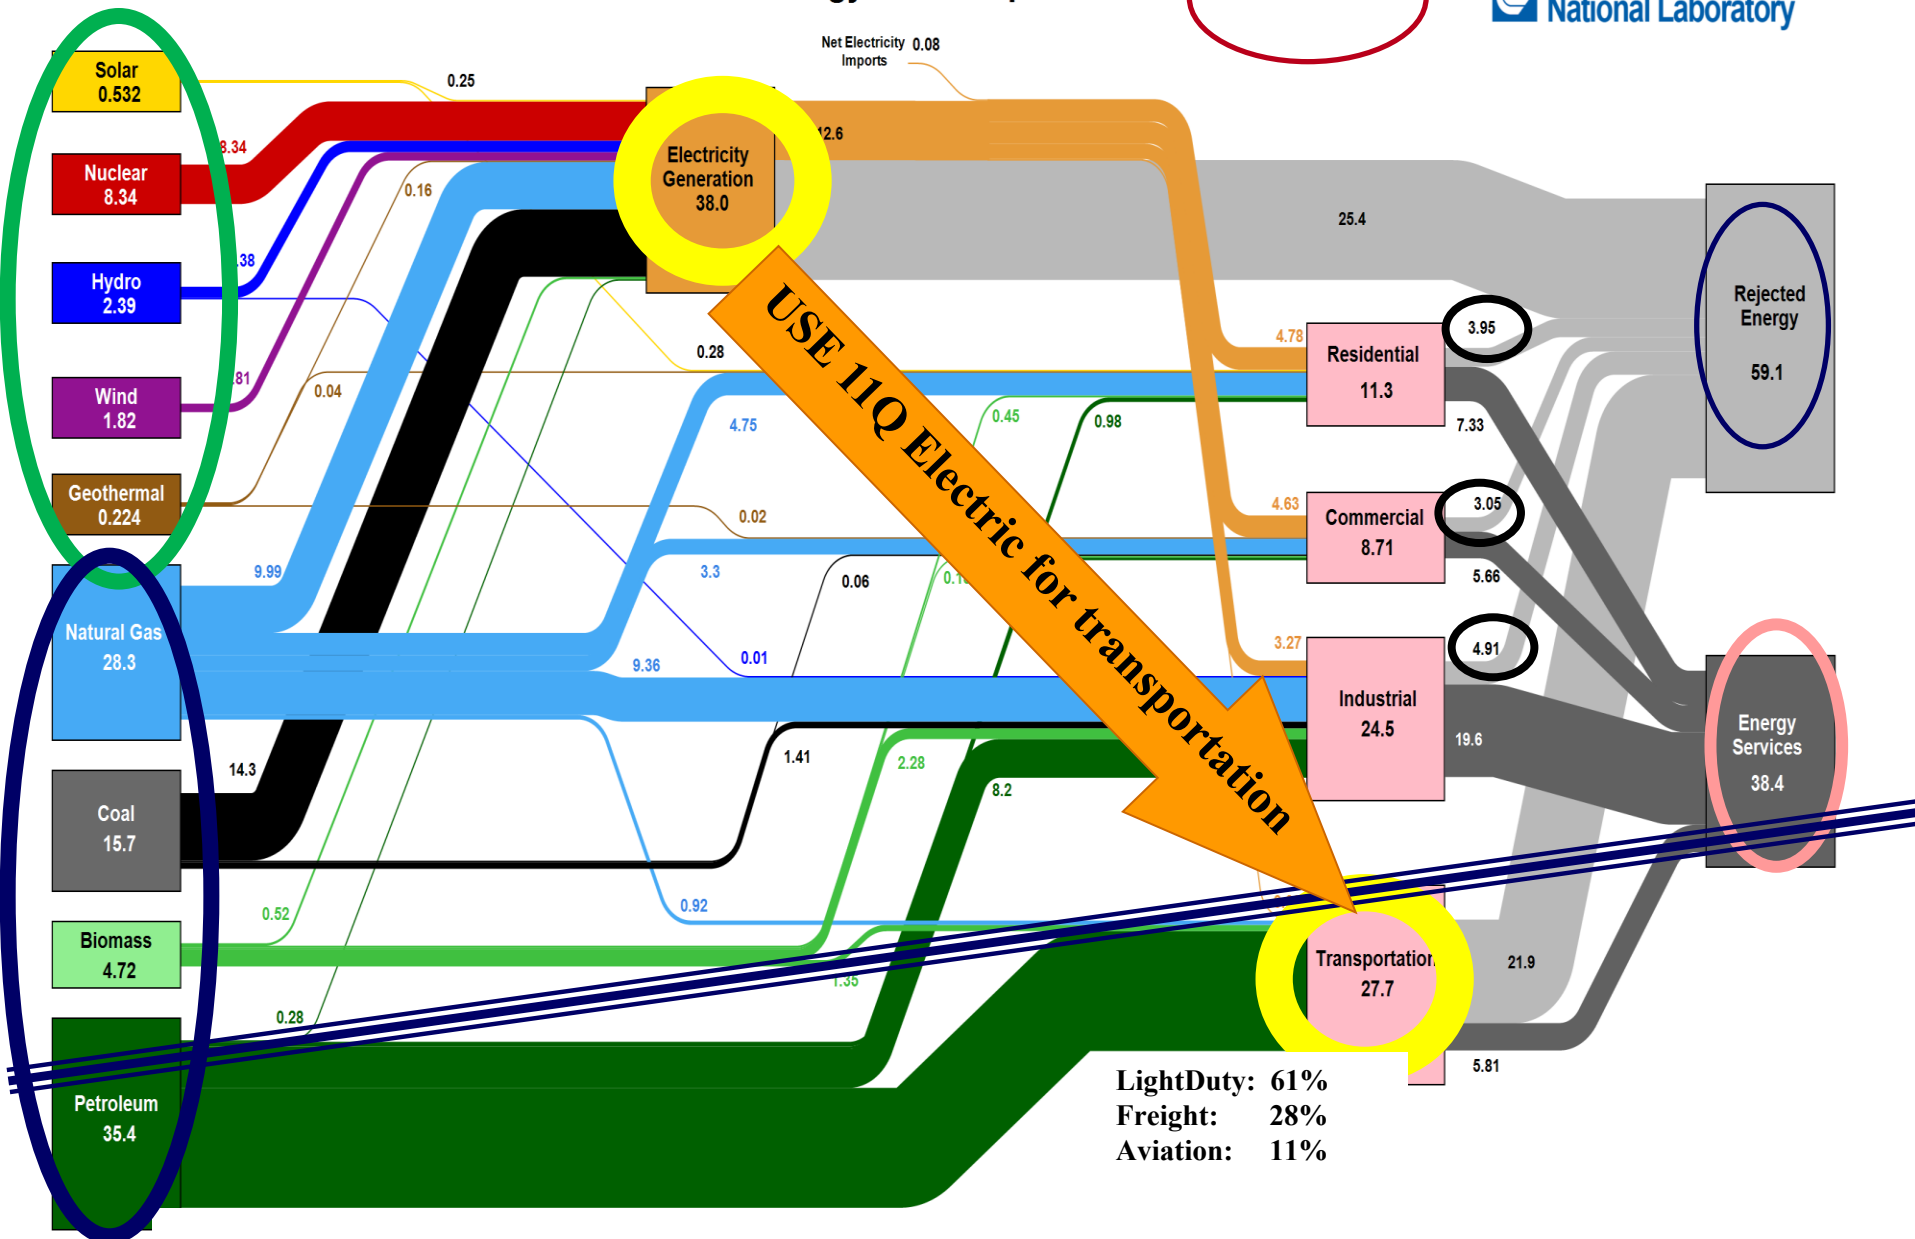 National Laboratory
Net Electricity 0.08
Imports
Solar
0.532
0.25
Nuclear
8.34
8.34
12.6
Electricity
Generation
38.0
0.16
25.4
Hydro
2.39
.38
Rejected
Energy
59.1
USE 11Q Electric for transportation
Wind
1.82
.81
0.04
0.28
4.78
Residential
11.3
3.95
7.33
4.75
0.45
0.98
Geothermal
0.224
0.02
4.63
Commercial
8.71
3.05
5.66
9.99
3.3
0.06
Natural Gas
28.3
9.36
0.01
3.27
Industrial
24.5
4.91
19.6
Energy
Services
38.4
Coal
15.7
14.3
1.41
2.28
8.2
0.52
0.92
Biomass
4.72
1.35
Transportation
27.7
21.9
0.28
5.81
Petroleum
35.4
LightDuty: 61%
Freight: 28%
Aviation: 11%